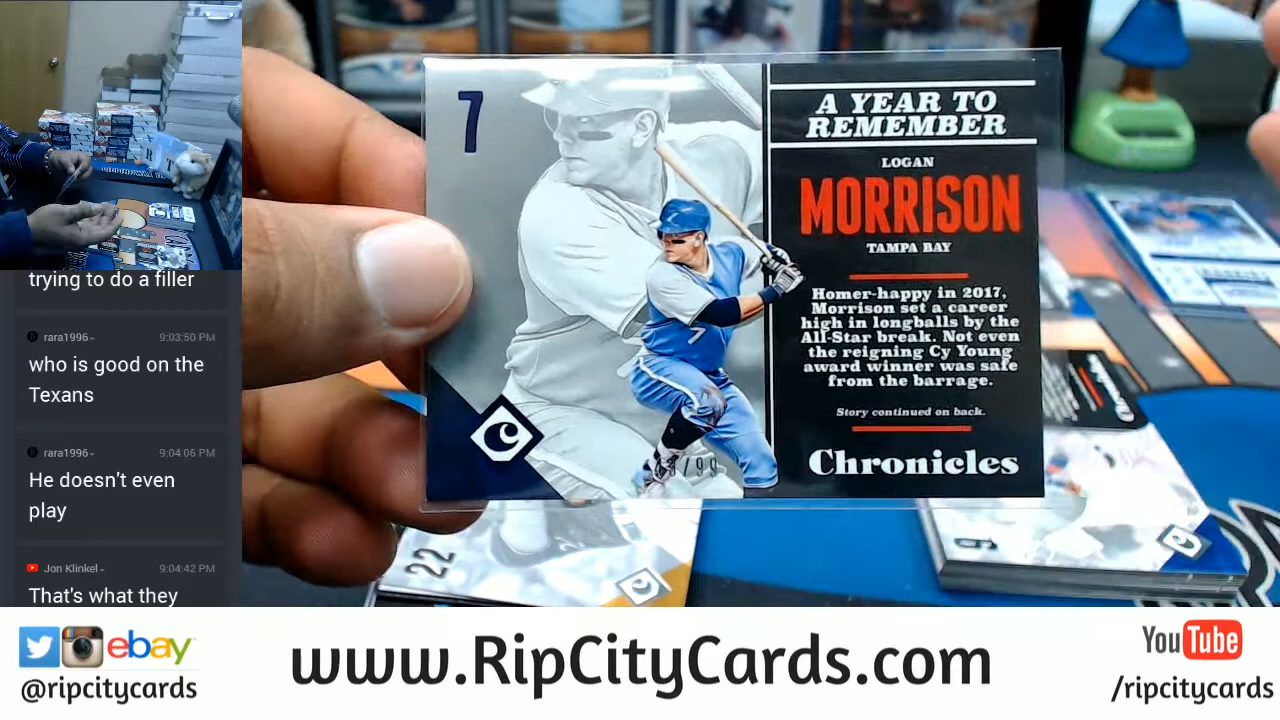 trying to do a filler
rara1996
9:03:50 PM
who is good on the
Texans
rara1996
9:04:06 PM
He doesn't even
play
Jon Klinkel
9:04:42 PM
That's what they
7
A YEAR TO
REMEMBER
LOGAN
MORRISON
TAMPA BAY
Homer-happy in 2017,
Morrison set a career
high in longballs by the
All-Star break. Not even
the reigning Cy Young
award winner was safe
from the barrage.
Story continued on back.
Chronicles
7
C
22
9
ebay
@ripcitycards
www.RipCityCards.com
YouTube
/ripcitycards